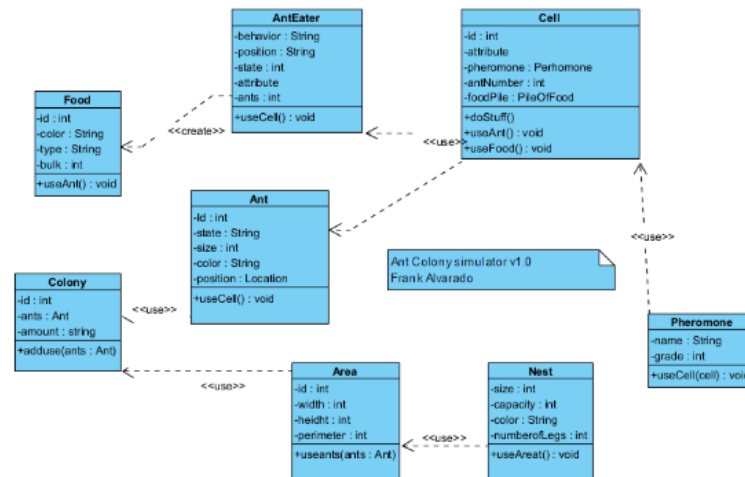 AntEater
-behavior : String
-position : String
-state : int
-attribute
-ants : int
+useCell() : void
Cell
-id : int
-attribute
-pheromone : Perhomone
-antNumber : int
-foodPile : PileOfFood
+doStuff()
+useAnt() : void
+useFood() : void
Food
-id : int
-color : String
-type : String
-bulk : int
+useAnt() : void
<<create>>
<<use>>
Ant
-Id : int
-state : String
-size : int
-color : String
-position : Location
+useCell() : void
<<use>>
Ant Colony simulator v1.0
Frank Alvarado
Colony
-id : int
-ants : Ant
-amount : string
+adduse(ants : Ant)
<<use>>
Pheromone
-name : String
-grade : int
+useCell(cell) : void
<<use>>
Area
-id : int
-width : int
-heidht : int
-perimeter : int
+useants(ants : Ant)
<<use>>
Nest
-size : int
-capacity : int
-color : String
-numberofLegs : int
+useAreat() : void